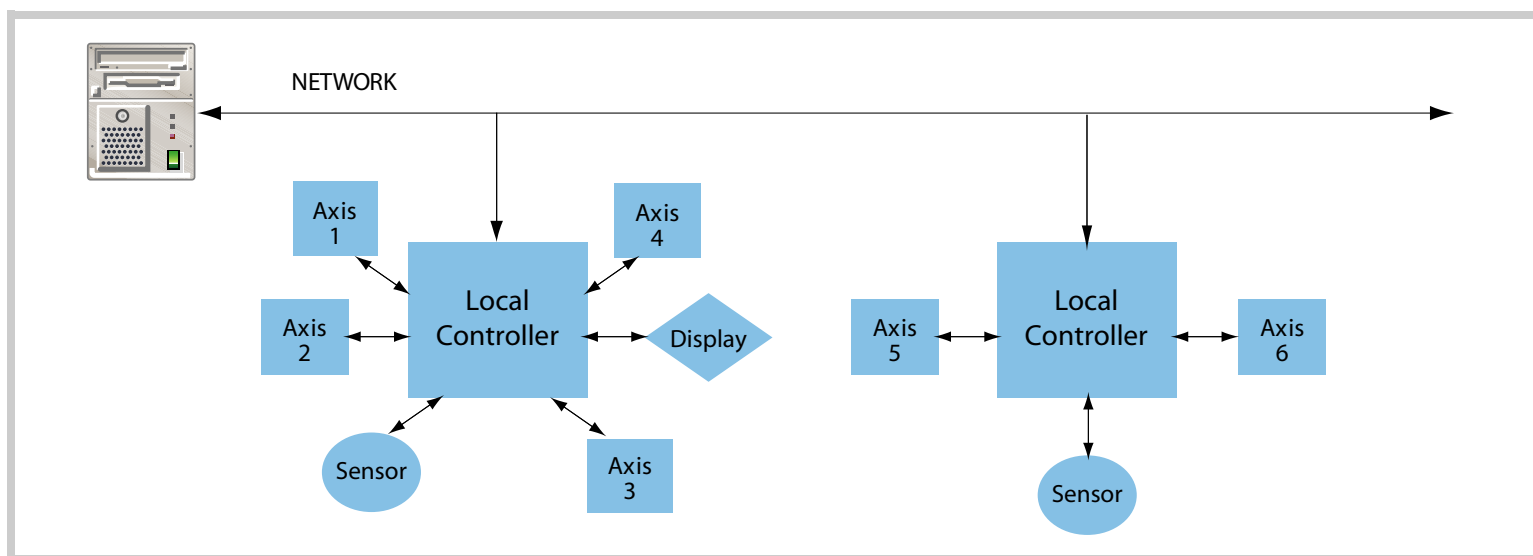 NETWORK
Axis
1
Axis
4
Local
Controller
Axis
2
Display
Sensor
Axis
3
Local
Controller
Axis
5
Axis
6
Sensor